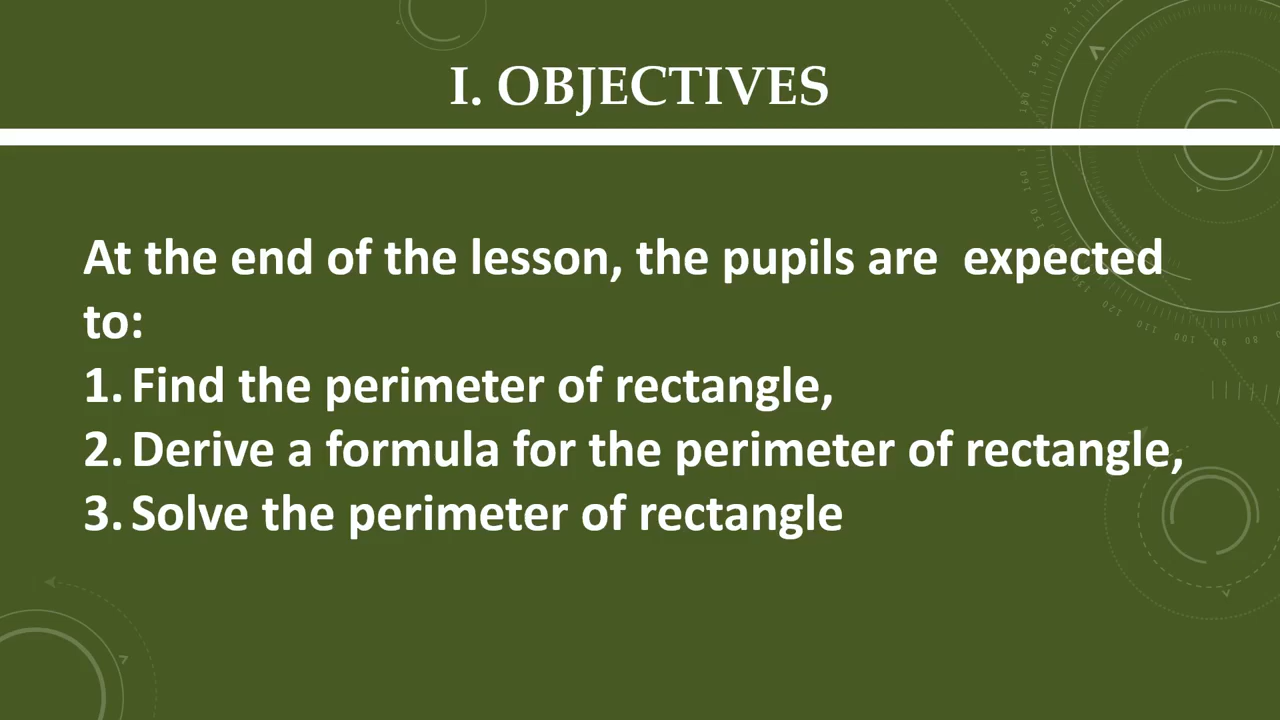 I. OBJECTIVES
At the end of the lesson, the pupils are  expected
to:
1. Find the perimeter of rectangle,
2. Derive a formula for the perimeter of rectangle,
3. Solve the perimeter of rectangle